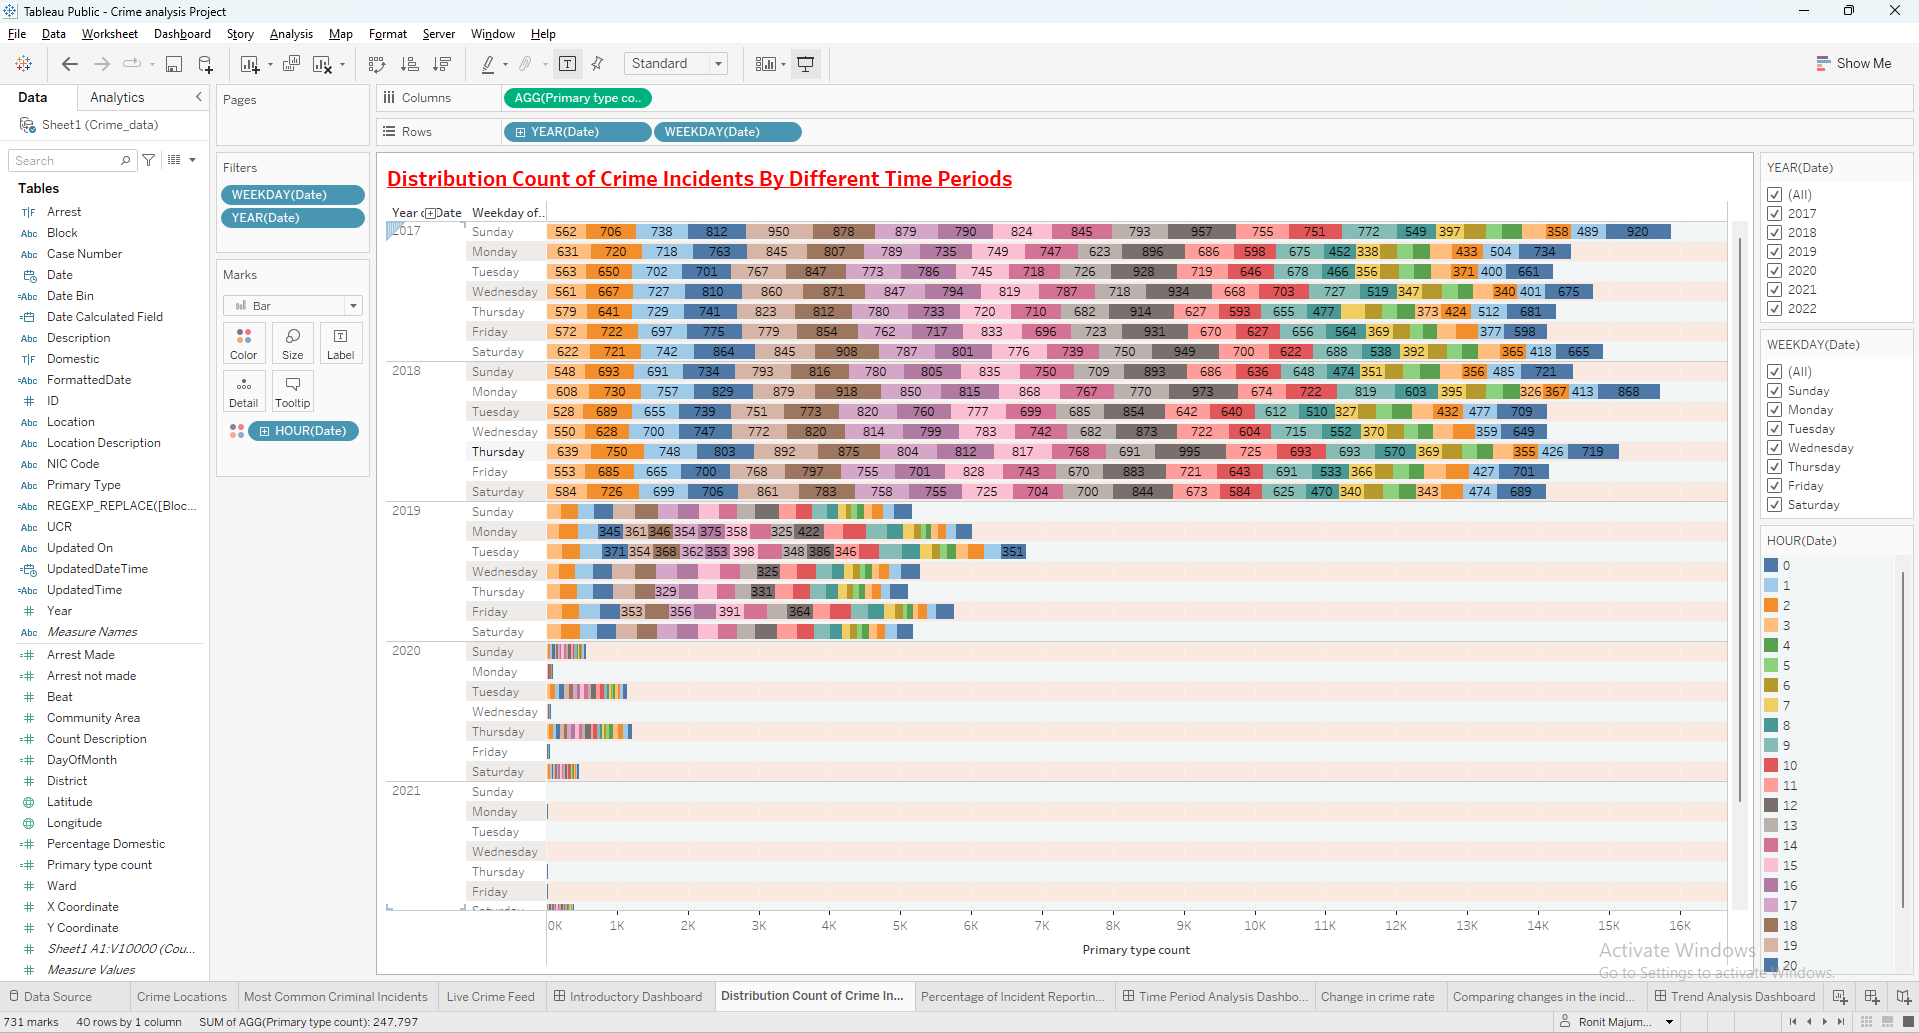 Tableau Public - Crime analysis Project
File Data Worksheet Dashboard Story Analysis Map Format Server Window Help
Standard
Show Me
Data Analytics
Sheet1 (Crime_data)
Search
Tables
T|F Arrest
Abc Block
Abc Case Number
Date
=Abc Date Bin
Date Calculated Field
Abc Description
T|F Domestic
=Abc FormattedDate
# ID
Abc Location
Abc Location Description
Abc NIC Code
Abc Primary Type
=Abc REGEXP_REPLACE([Bloc...
Abc UCR
Abc Updated On
UpdatedDateTime
=Abc UpdatedTime
# Year
Abc Measure Names
=# Arrest Made
=# Arrest not made
# Beat
# Community Area
=# Count Description
=# DayOfMonth
# District
Latitude
Longitude
=# Percentage Domestic
=# Primary type count
# Ward
# X Coordinate
# Y Coordinate
# Sheet1 A1:V10000 (Cou...
# Measure Values
Pages
Filters
WEEKDAY(Date)
YEAR(Date)
Marks
Bar
Color Size Label
Detail Tooltip
HOUR(Date)
Columns AGG(Primary type co..
Rows YEAR(Date) WEEKDAY(Date)
Distribution Count of Crime Incidents By Different Time Periods
Weekday of..
2017 Sunday 562 706 738 812 950 878 879 790 824 845 793 957 755 751 772 549 397 358 489 920
Monday 631 720 718 763 845 807 789 735 749 747 623 896 686 598 675 452 338 433 504 734
Tuesday 563 650 702 701 767 847 773 786 745 718 726 928 719 646 678 466 356 371 400 661
Wednesday 561 667 727 810 860 871 847 794 819 787 718 934 668 703 727 519 347 340 401 675
Thursday 579 641 729 741 823 812 780 733 720 710 682 914 627 593 655 477 373 424 512 681
Friday 572 722 697 775 779 854 762 717 833 696 723 931 670 627 656 564 369 377 598
Saturday 622 721 742 864 845 908 787 801 776 739 750 949 700 622 688 538 392 365 418 665
2018 Sunday 548 693 691 734 793 816 780 805 835 750 709 893 686 636 648 474 351 356 485 721
Monday 608 730 757 829 879 918 850 815 868 767 770 973 674 722 819 603 395 326 367 413 868
Tuesday 528 689 655 739 751 773 820 760 777 699 685 854 642 640 612 510 327 432 477 709
Wednesday 550 628 700 747 772 820 814 799 783 742 682 873 722 604 715 552 370 359 649
Thursday 639 750 748 803 892 875 804 812 817 768 691 995 725 693 693 570 369 355 426 719
Friday 553 685 665 700 768 797 755 701 828 743 670 883 721 643 691 533 366 427 701
Saturday 584 726 699 706 861 783 758 755 725 704 700 844 673 584 625 470 340 343 474 689
2019 Sunday
Monday 345 361 346 354 375 358 325 422
Tuesday 371 354 368 362 353 398 348 386 346 351
Wednesday 325
Thursday 329 331
Friday 353 356 391 364
Saturday
2020 Sunday
Monday
Tuesday
Wednesday
Thursday
Friday
Saturday
2021 Sunday
Monday
Tuesday
Wednesday
Thursday
Friday
0K 1K 2K 3K 4K 5K 6K 7K 8K 9K 10K 11K 12K 13K 14K 15K 16K
Primary type count
YEAR(Date)
(All)
2017
2018
2019
2020
2021
2022
WEEKDAY(Date)
(All)
Sunday
Monday
Tuesday
Wednesday
Thursday
Friday
Saturday
HOUR(Date)
0
1
2
3
4
5
6
7
8
9
10
11
12
13
14
15
16
17
18
19
20
Activate Windows
Go to Settings to activate Windows.
Data Source Crime Locations Most Common Criminal Incidents Live Crime Feed Introductory Dashboard Distribution Count of Crime In... Percentage of Incident Reportin... Time Period Analysis Dashbo... Change in crime rate Comparing changes in the incid... Trend Analysis Dashboard
731 marks 40 rows by 1 column SUM of AGG(Primary type count): 247,797 Ronit Majum...